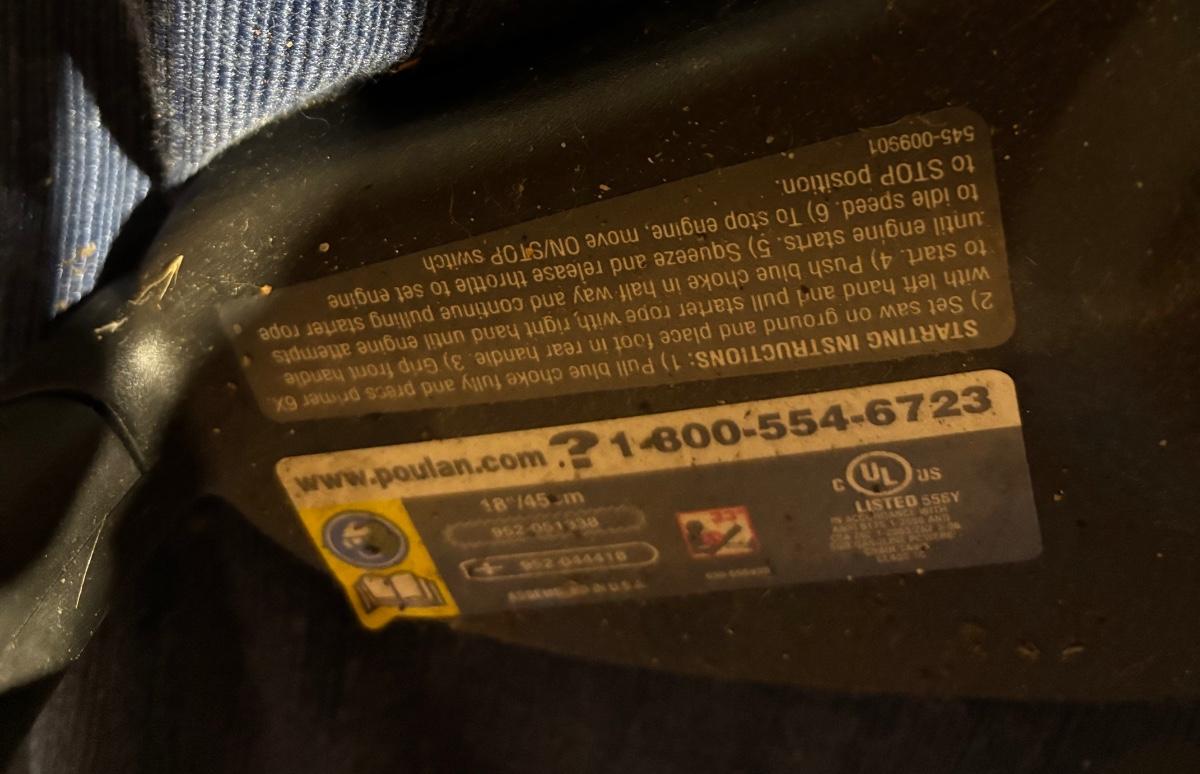 STARTING INSTRUCTIONS: 1) Pull blue choke fully and press primer 6x.
2) Set saw on ground and place foot in rear handle. 3) Grip front handle
with left hand and pull starter rope with right hand until engine attempts
to start. 4) Push blue choke in half way and continue pulling starter rope
until engine starts. 5) Squeeze and release throttle to set engine
to idle speed. 6) To stop engine, move ON/STOP switch
to STOP position.
545-009901
www.poulan.com ? 1-800-554-6723
18"/45cm
952-051338
952-044418
C UL US
LISTED 555Y